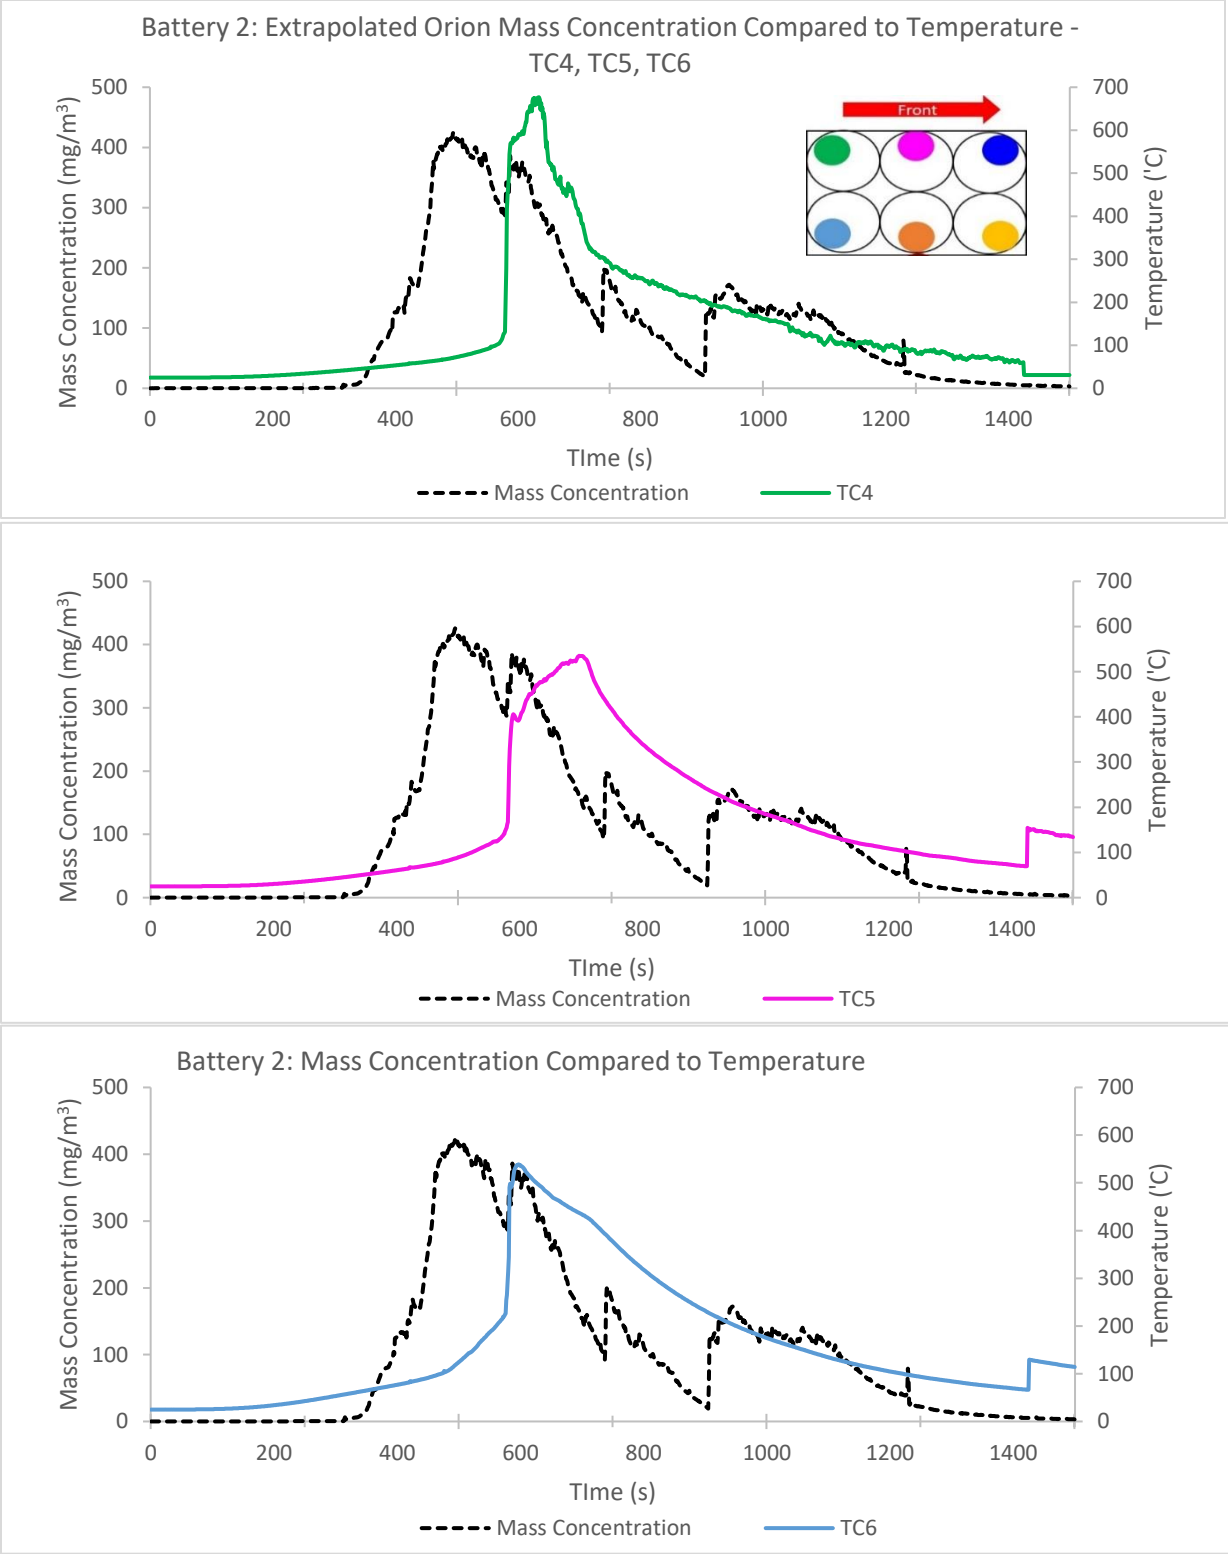 Battery 2: Extrapolated Orion Mass Concentration Compared to Temperature -
TC4, TC5, TC6
Mass Concentration (mg/m³)
500
400
300
200
100
0
Front
700
600
500
400
300
200
100
0
Temperature ('C)
0 200 400 600 800 1000 1200 1400
TIme (s)
Mass Concentration TC4
Mass Concentration (mg/m³)
500
400
300
200
100
0
700
600
500
400
300
200
100
0
Temperature ('C)
0 200 400 600 800 1000 1200 1400
TIme (s)
Mass Concentration TC5
Battery 2: Mass Concentration Compared to Temperature
Mass Concentration (mg/m³)
500
400
300
200
100
0
700
600
500
400
300
200
100
0
Temperature ('C)
0 200 400 600 800 1000 1200 1400
TIme (s)
Mass Concentration TC6